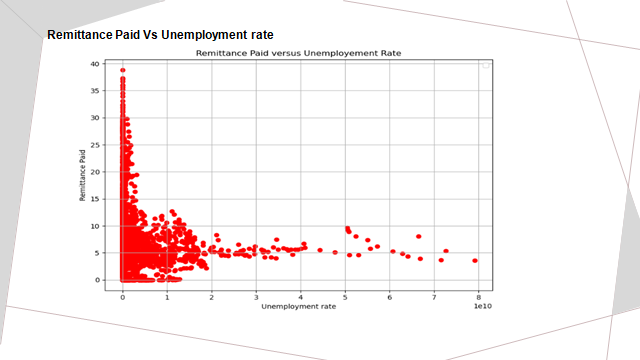 Remittance Paid Vs Unemployment rate
Remittance Paid versus Unemployement Rate
40
35
30
25
20
15
10
5
0
Remittance Paid
0 1 2 3 4 5 6 7 8
1e10
Unemployment rate